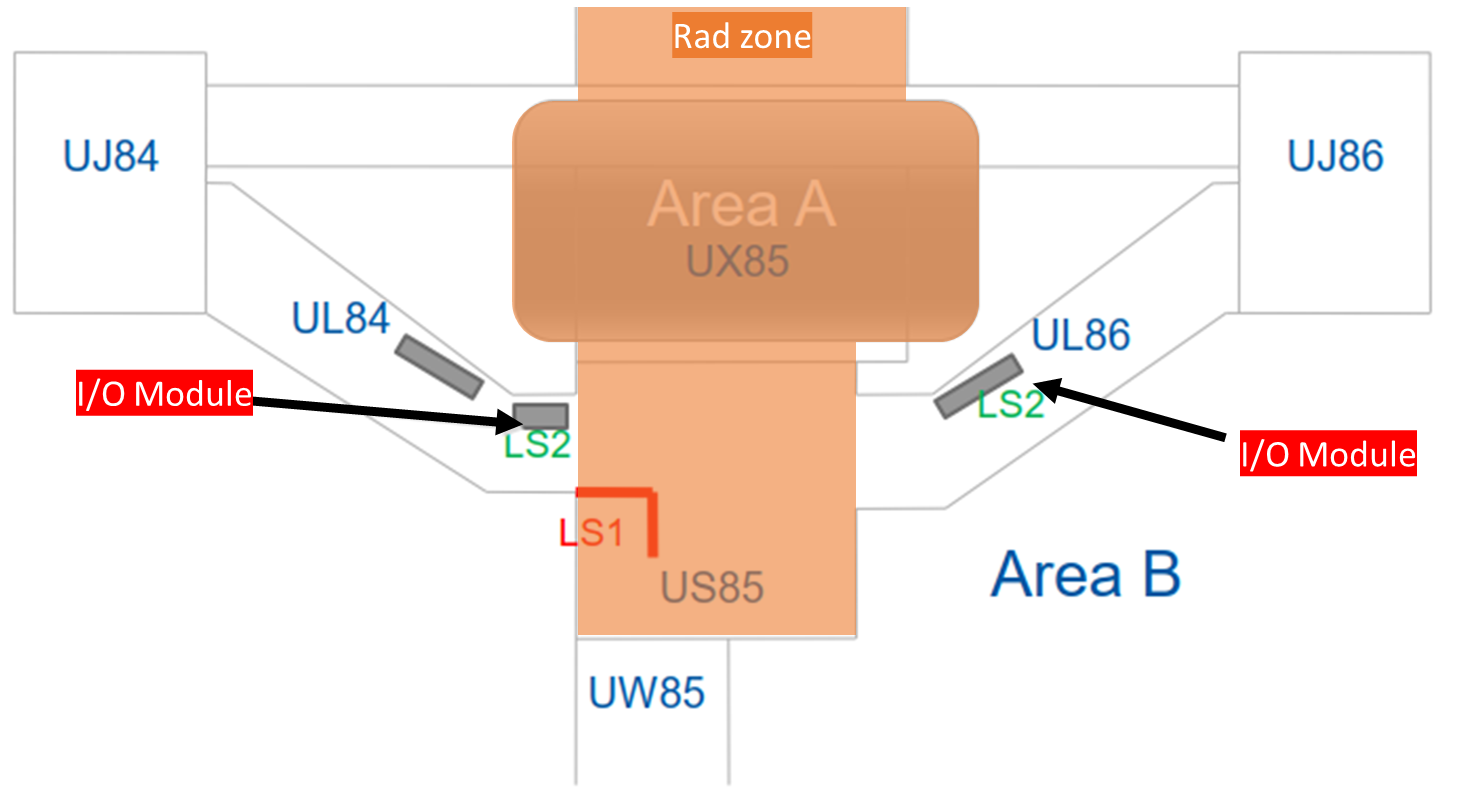 Rad zone
UJ84
UJ86
Area A
UX85
UL84
UL86
I/O Module
LS2
LS2
I/O Module
LS1
US85
Area B
UW85